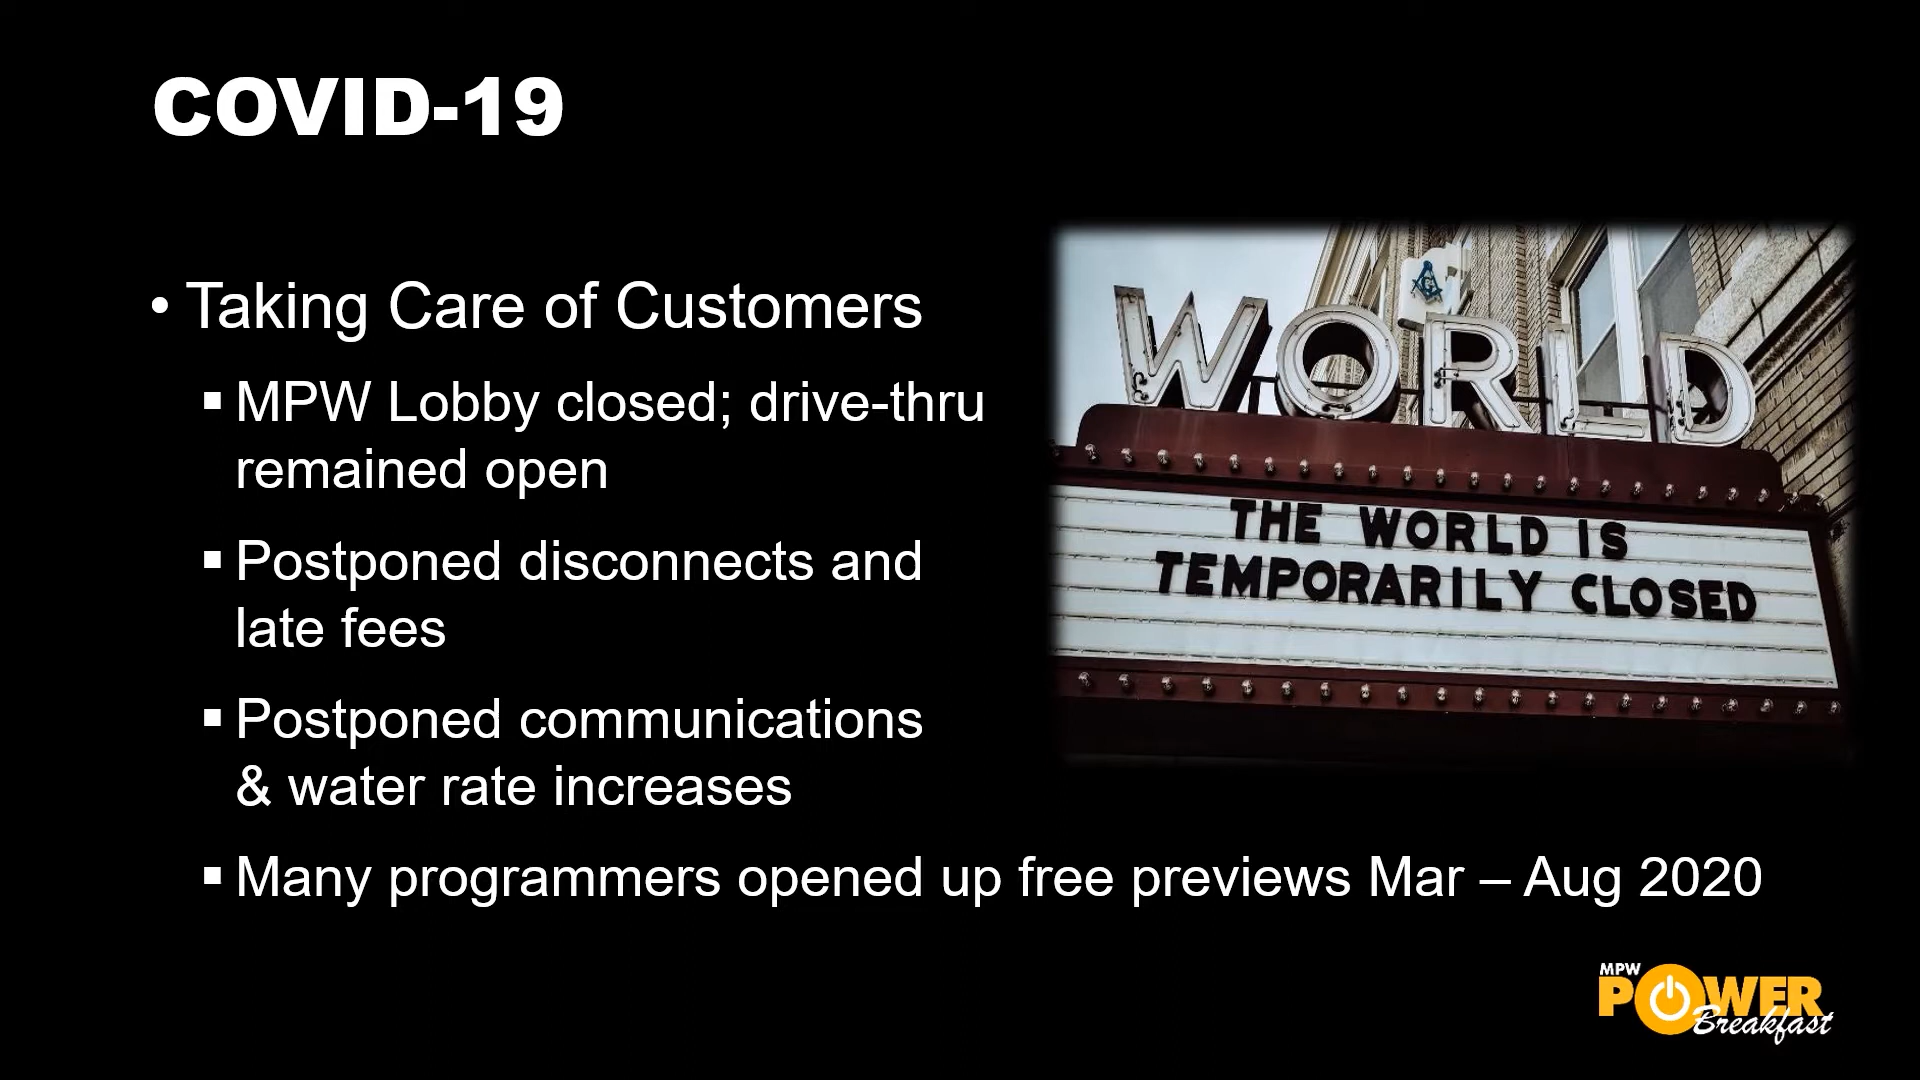 COVID-19
• Taking Care of Customers
▪ MPW Lobby closed; drive-thru
remained open
▪ Postponed disconnects and
late fees
▪ Postponed communications
& water rate increases
▪ Many programmers opened up free previews Mar – Aug 2020
WORLD
THE WORLD IS
TEMPORARILY CLOSED
MPW
POWER
Breakfast